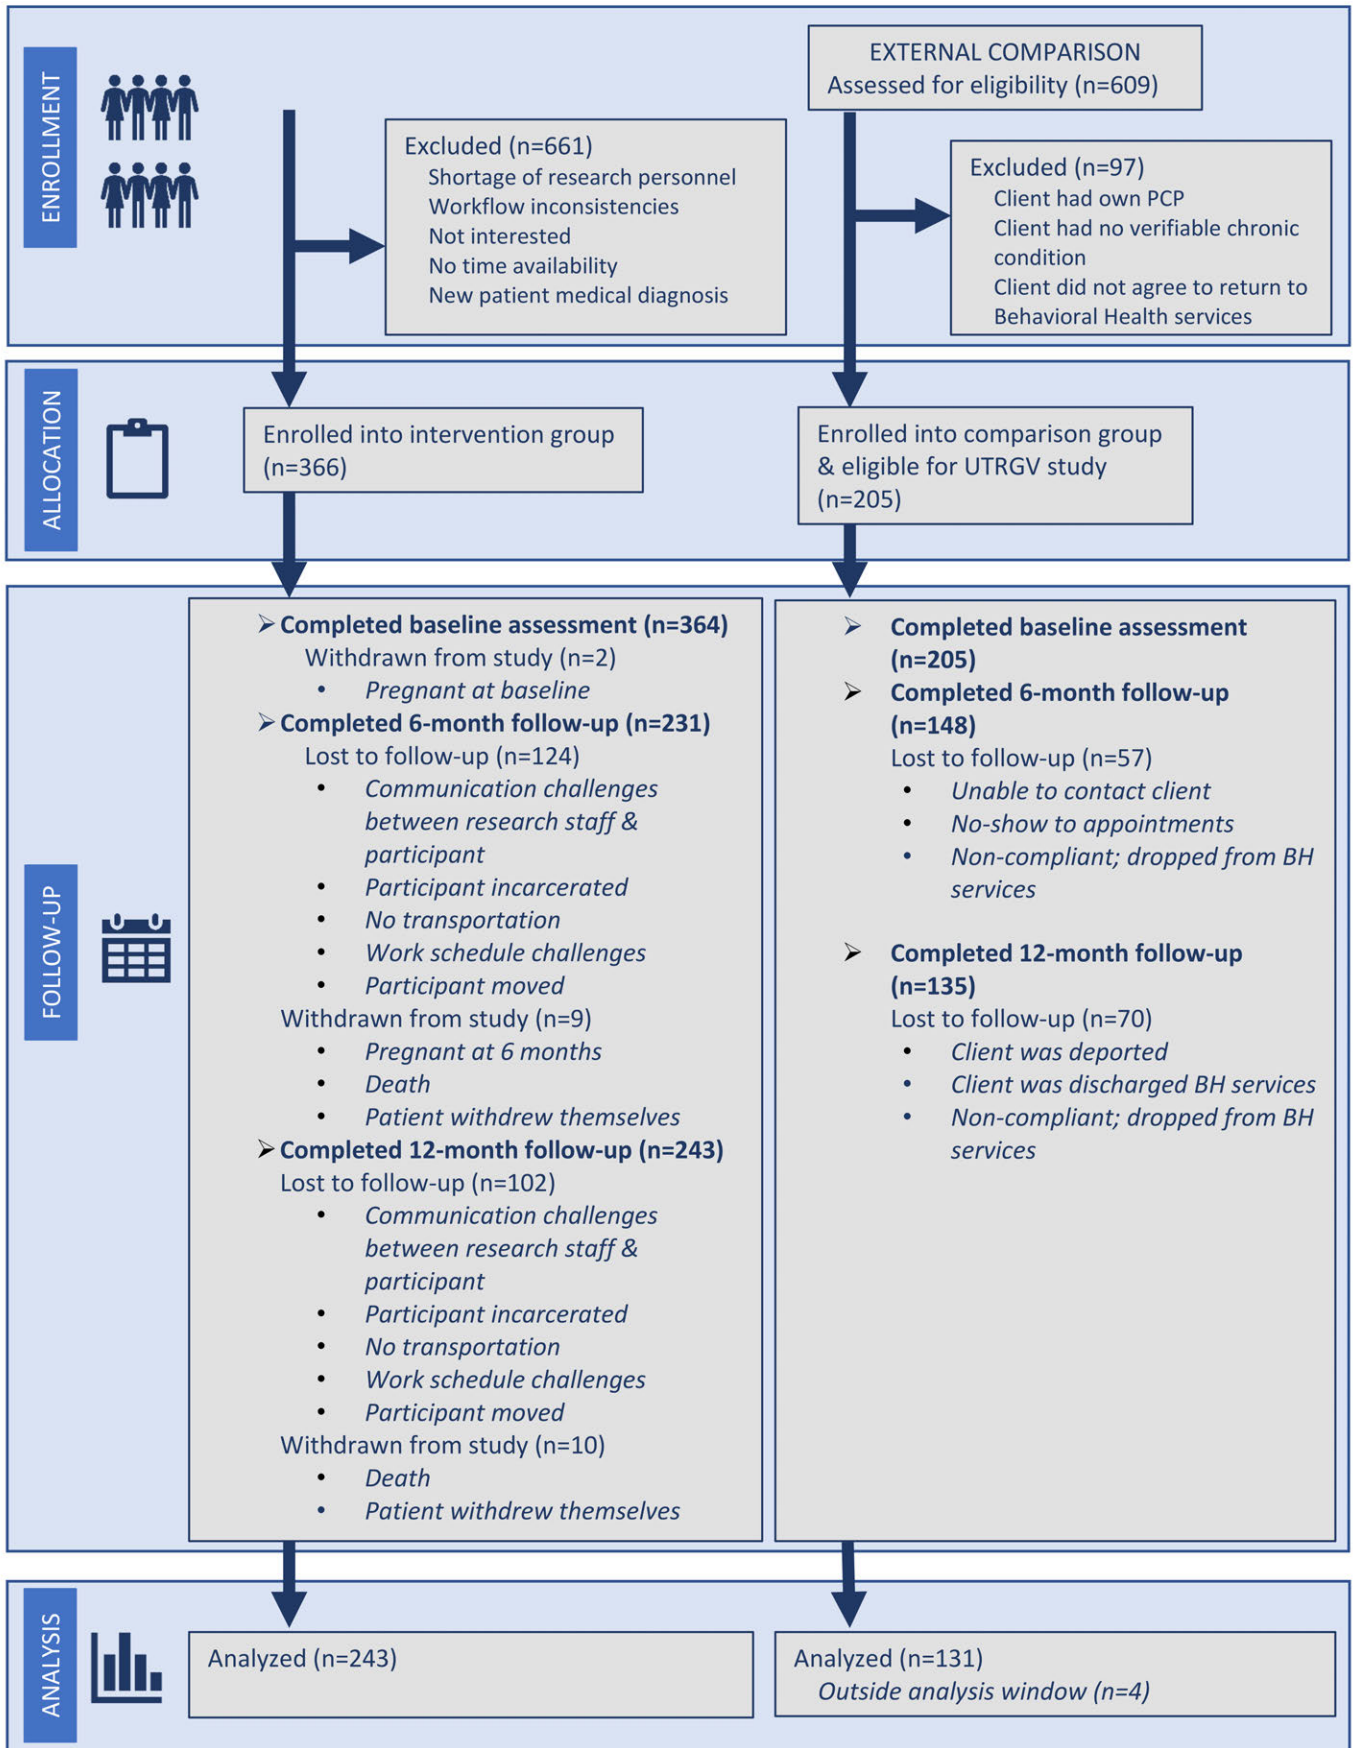 ENROLLMENT
EXTERNAL COMPARISON
Assessed for eligibility (n=609)
Excluded (n=661)
Shortage of research personnel
Workflow inconsistencies
Not interested
No time availability
New patient medical diagnosis
Excluded (n=97)
Client had own PCP
Client had no verifiable chronic
condition
Client did not agree to return to
Behavioral Health services
ALLOCATION
Enrolled into intervention group
(n=366)
Enrolled into comparison group
& eligible for UTRGV study
(n=205)
FOLLOW-UP
➢ Completed baseline assessment (n=364)
Withdrawn from study (n=2)
• Pregnant at baseline
➢ Completed 6-month follow-up (n=231)
Lost to follow-up (n=124)
• Communication challenges
between research staff &
participant
• Participant incarcerated
• No transportation
• Work schedule challenges
• Participant moved
Withdrawn from study (n=9)
• Pregnant at 6 months
• Death
• Patient withdrew themselves
➢ Completed 12-month follow-up (n=243)
Lost to follow-up (n=102)
• Communication challenges
between research staff &
participant
• Participant incarcerated
• No transportation
• Work schedule challenges
• Participant moved
Withdrawn from study (n=10)
• Death
• Patient withdrew themselves
➢ Completed baseline assessment
(n=205)
➢ Completed 6-month follow-up
(n=148)
Lost to follow-up (n=57)
• Unable to contact client
• No-show to appointments
• Non-compliant; dropped from BH
services
➢ Completed 12-month follow-up
(n=135)
Lost to follow-up (n=70)
• Client was deported
• Client was discharged BH services
• Non-compliant; dropped from BH
services
ANALYSIS
Analyzed (n=243)
Analyzed (n=131)
Outside analysis window (n=4)